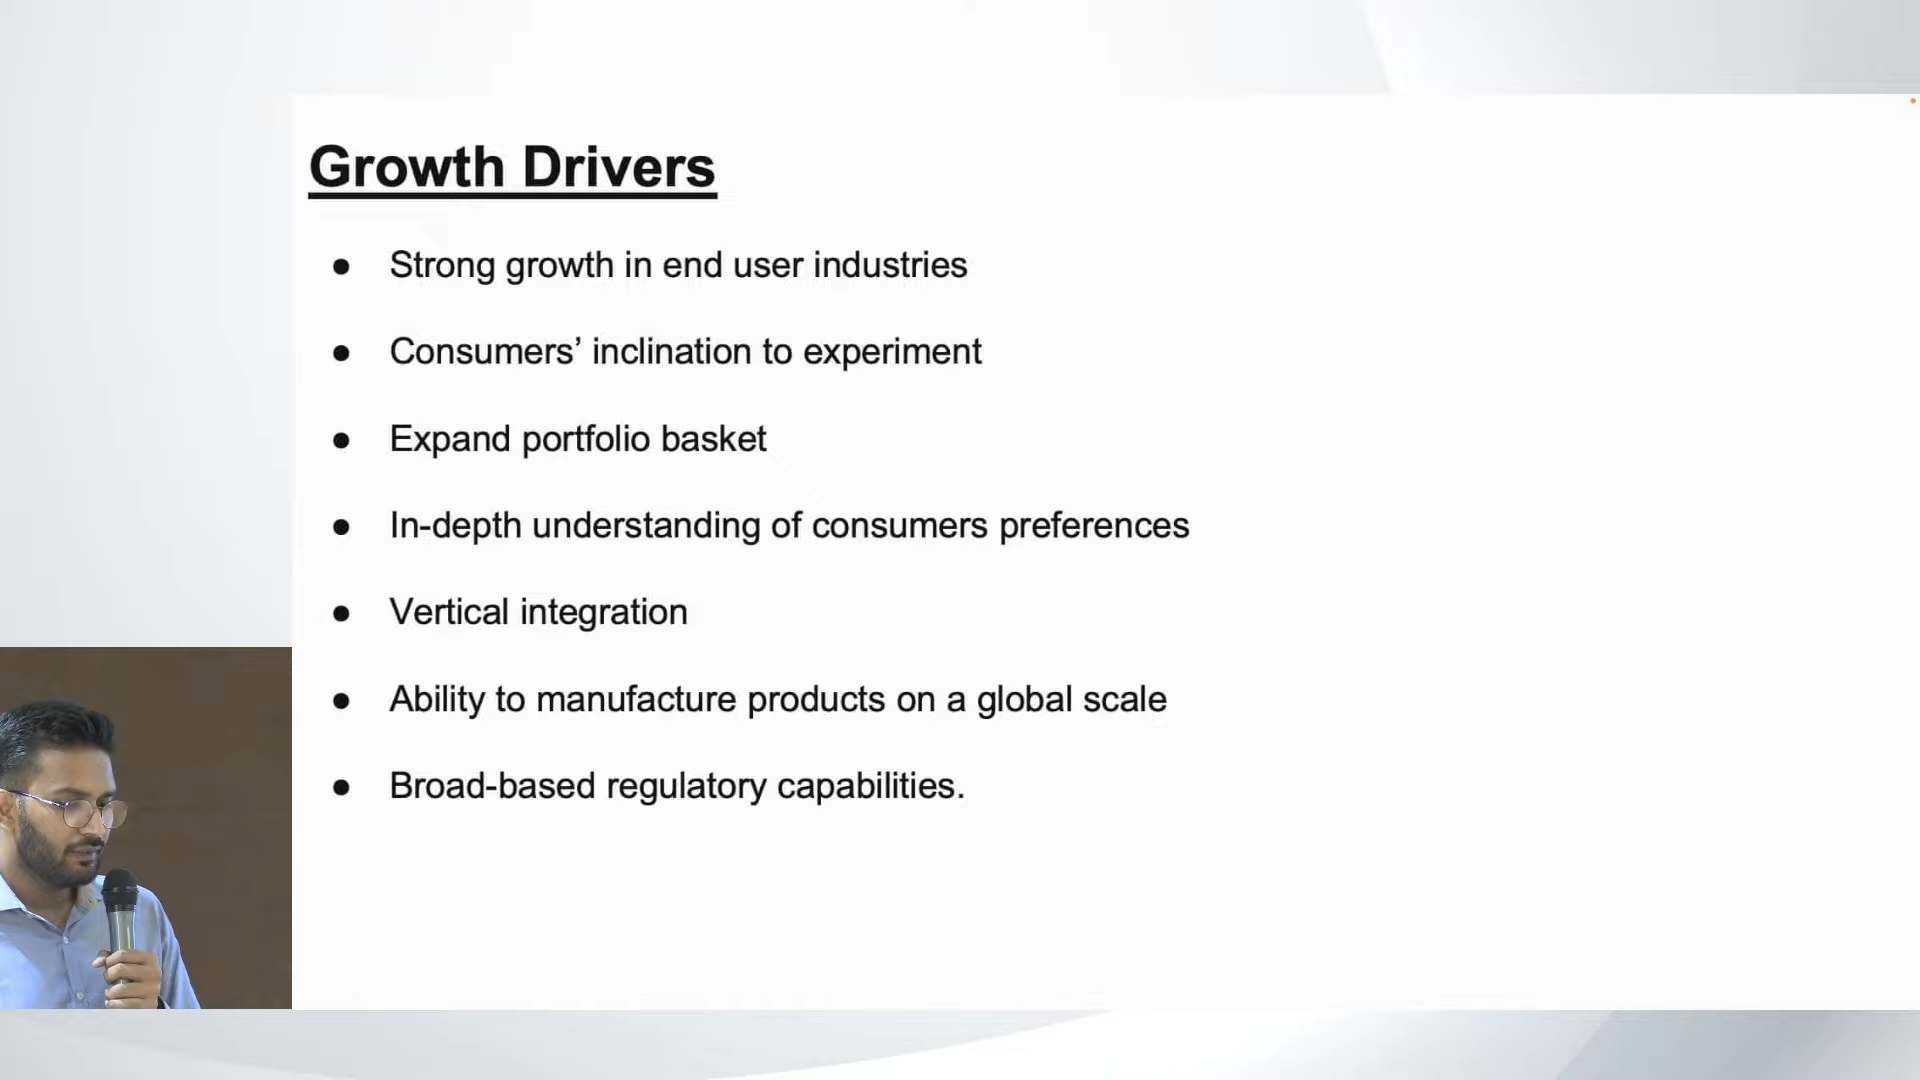 Growth Drivers
● Strong growth in end user industries
● Consumers’ inclination to experiment
● Expand portfolio basket
● In-depth understanding of consumers preferences
● Vertical integration
● Ability to manufacture products on a global scale
● Broad-based regulatory capabilities.